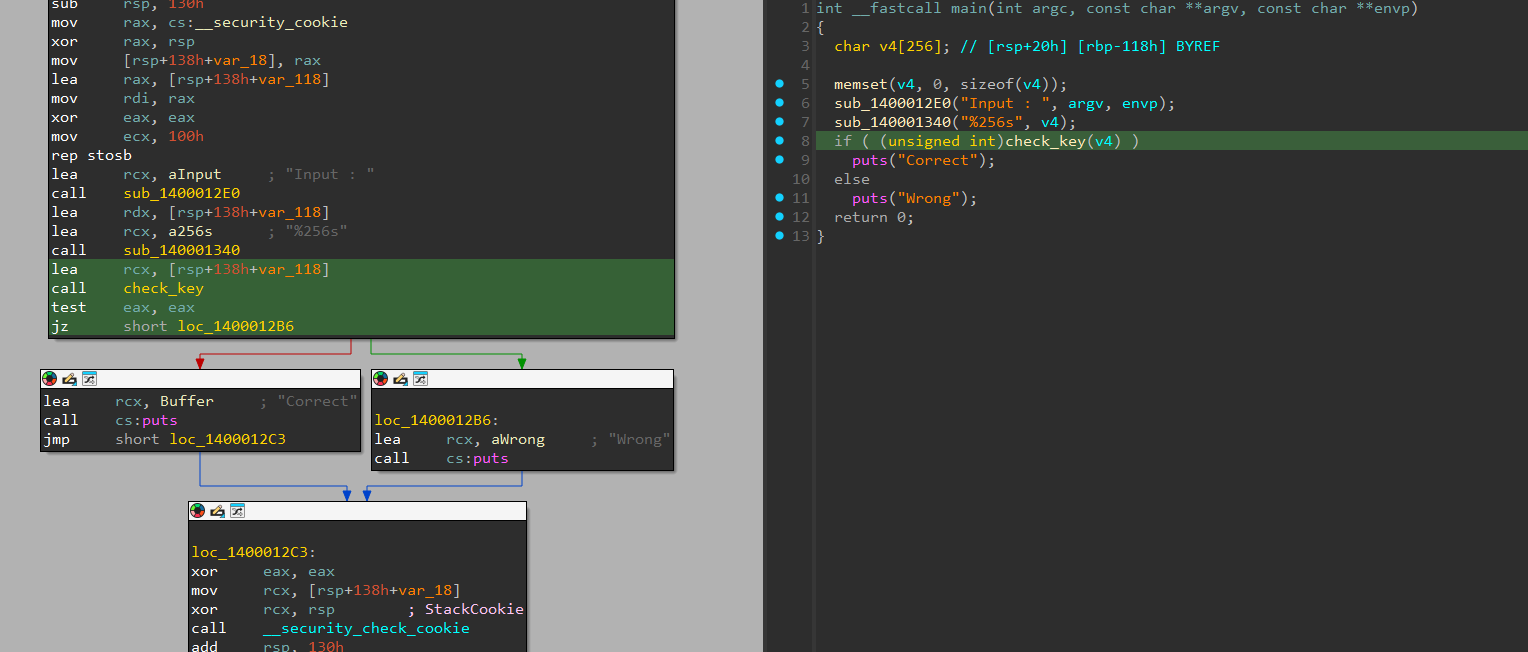 sub rsp, 130h
mov rax, cs:__security_cookie
xor rax, rsp
mov [rsp+138h+var_18], rax
lea rax, [rsp+138h+var_118]
mov rdi, rax
xor eax, eax
mov ecx, 100h
rep stosb
lea rcx, aInput ; "Input : "
call sub_1400012E0
lea rdx, [rsp+138h+var_118]
lea rcx, a256s ; "%256s"
call sub_140001340
lea rcx, [rsp+138h+var_118]
call check_key
test eax, eax
jz short loc_1400012B6
lea rcx, Buffer ; "Correct"
call cs:puts
jmp short loc_1400012C3
loc_1400012B6:
lea rcx, aWrong ; "Wrong"
call cs:puts
loc_1400012C3:
xor eax, eax
mov rcx, [rsp+138h+var_18]
xor rcx, rsp ; StackCookie
call __security_check_cookie
add rsp, 130h
1 int __fastcall main(int argc, const char **argv, const char **envp)
2 {
3 char v4[256]; // [rsp+20h] [rbp-118h] BYREF
4
5 memset(v4, 0, sizeof(v4));
6 sub_1400012E0("Input : ", argv, envp);
7 sub_140001340("%256s", v4);
8 if ( (unsigned int)check_key(v4) )
9 puts("Correct");
10 else
11 puts("Wrong");
12 return 0;
13 }